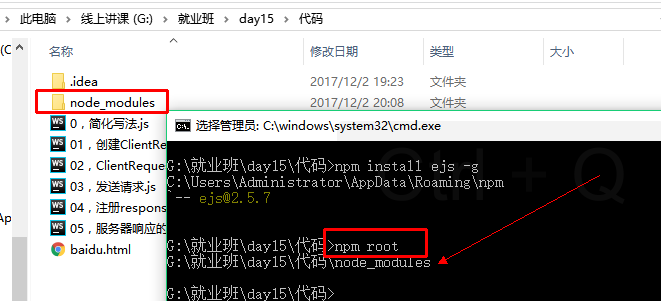 此电脑 > 线上讲课 (G:) > 就业班 > day15 > 代码
名称 修改日期 类型 大小
.idea 2017/12/2 19:23 文件夹
node_modules 2017/12/2 20:08 文件夹
0，简化写法.js
01，创建ClientReq
02，ClientReque
03，发送请求.js
04，注册respons
05，服务器响应的
baidu.html
选择管理员: C:\windows\system32\cmd.exe
G:\就业班\day15\代码>npm install ejs -g
C:\Users\Administrator\AppData\Roaming\npm
`-- ejs@2.5.7
G:\就业班\day15\代码>npm root
G:\就业班\day15\代码\node_modules
G:\就业班\day15\代码>
Ctrl + Q